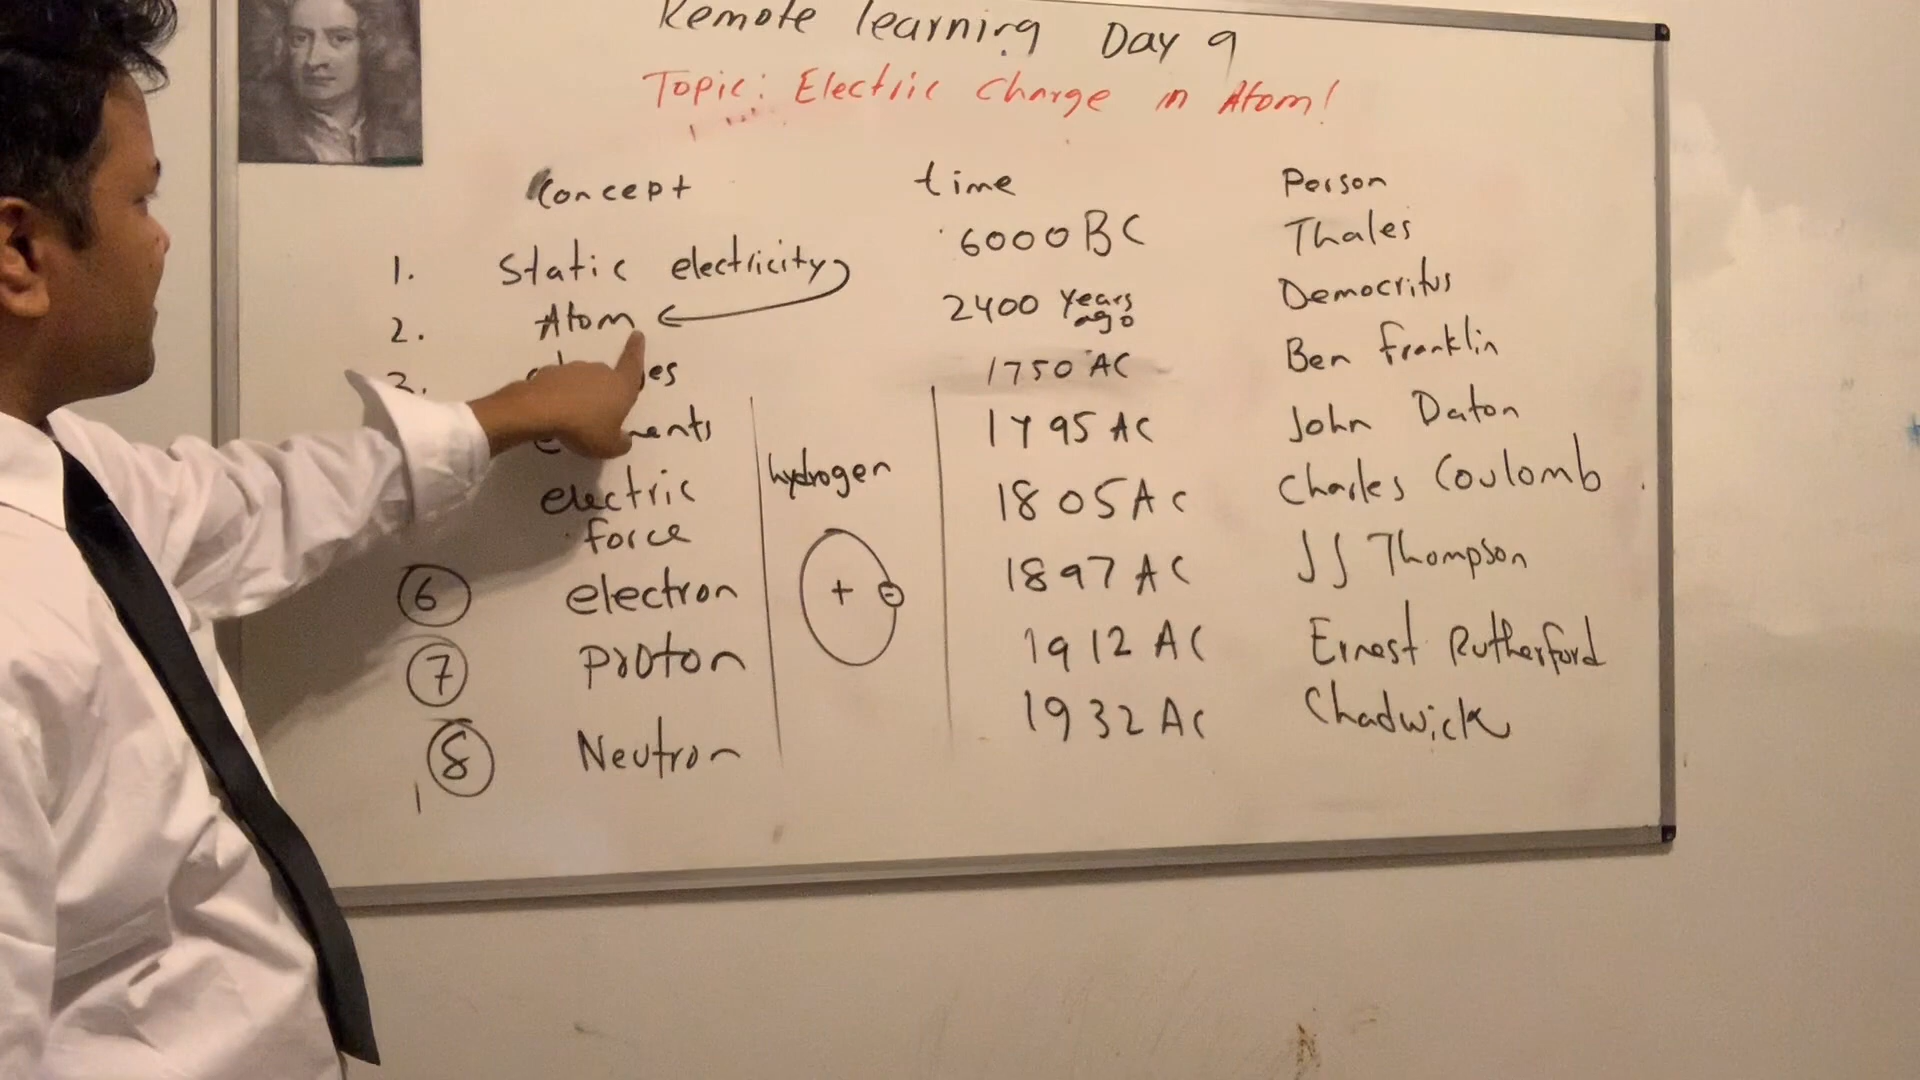 Remote learning Day 9
Topic: Electric Charge in Atom!
Concept time Person
1. Static electricity 6000 BC Thales
2. Atom 2400 years ago Democritus
3. 1750 AC Ben franklin
1795 AC John Daton
electric force 1805 AC Charles Coulomb
hydrogen
+ -
6 electron 1897 AC JJ Thompson
7 proton 1912 AC Ernest Rutherford
8 Neutron 1932 AC Chadwick